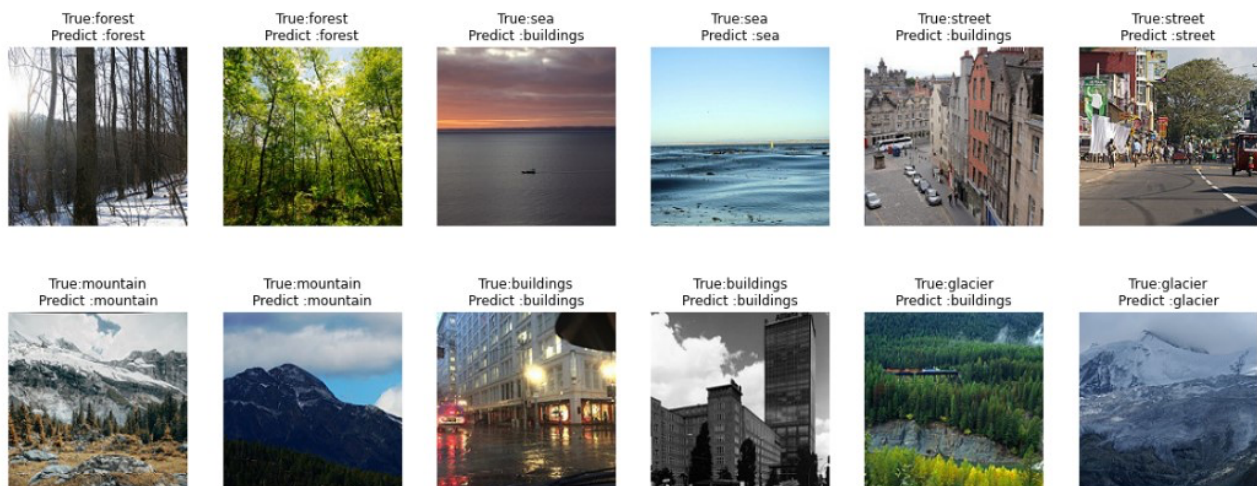 True:forest
Predict :forest
True:forest
Predict :forest
True:sea
Predict :buildings
True:sea
Predict :sea
True:street
Predict :buildings
True:street
Predict :street
True:mountain
Predict :mountain
True:mountain
Predict :mountain
True:buildings
Predict :buildings
True:buildings
Predict :buildings
True:glacier
Predict :buildings
True:glacier
Predict :glacier